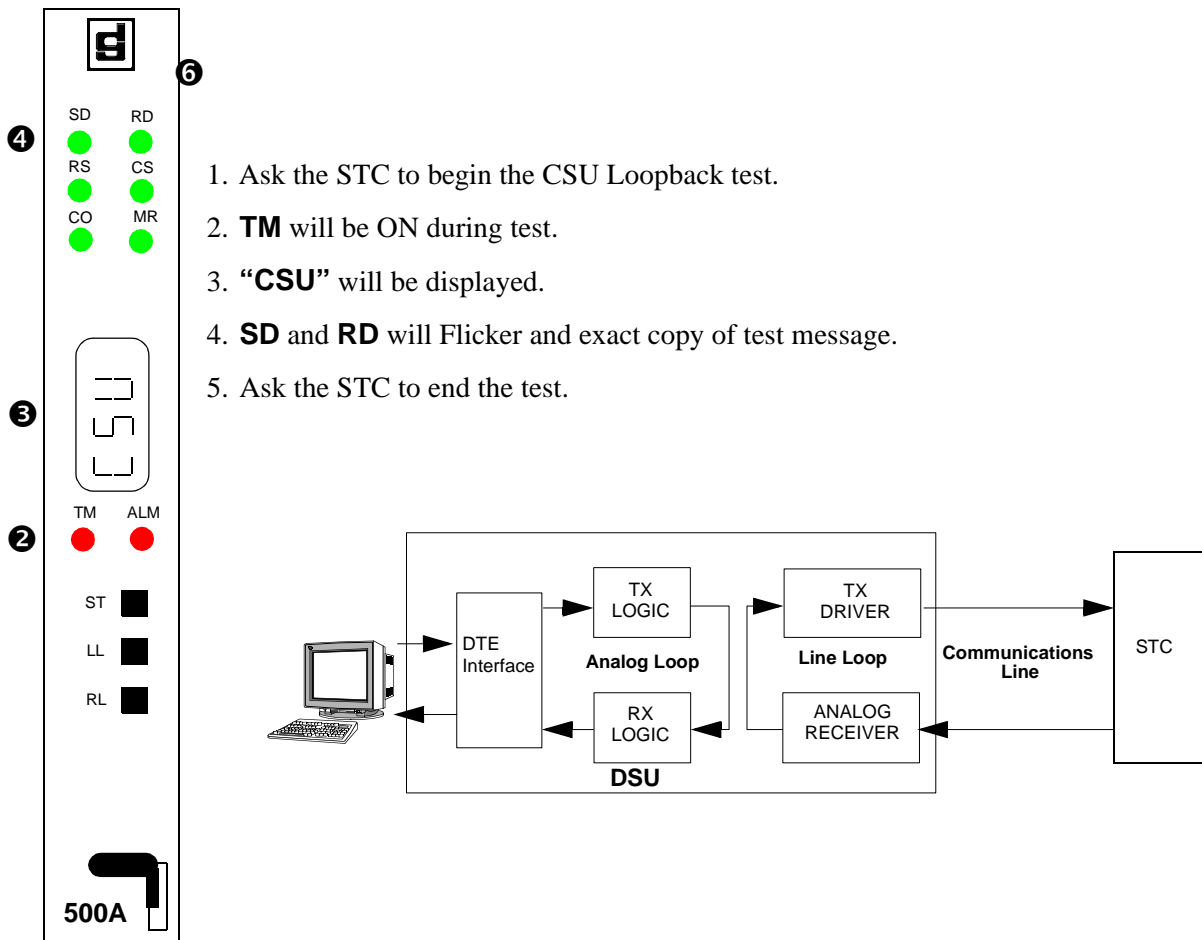 ❻
SD RD
❹
RS CS
CO MR
1. Ask the STC to begin the CSU Loopback test.
2. TM will be ON during test.
3. “CSU” will be displayed.
4. SD and RD will Flicker and exact copy of test message.
5. Ask the STC to end the test.
❸
CSU
TM ALM
❷
ST
LL
RL
500A
DTE
Interface
TX
LOGIC
Analog Loop
RX
LOGIC
DSU
TX
DRIVER
Line Loop
ANALOG
RECEIVER
Communications
Line
STC